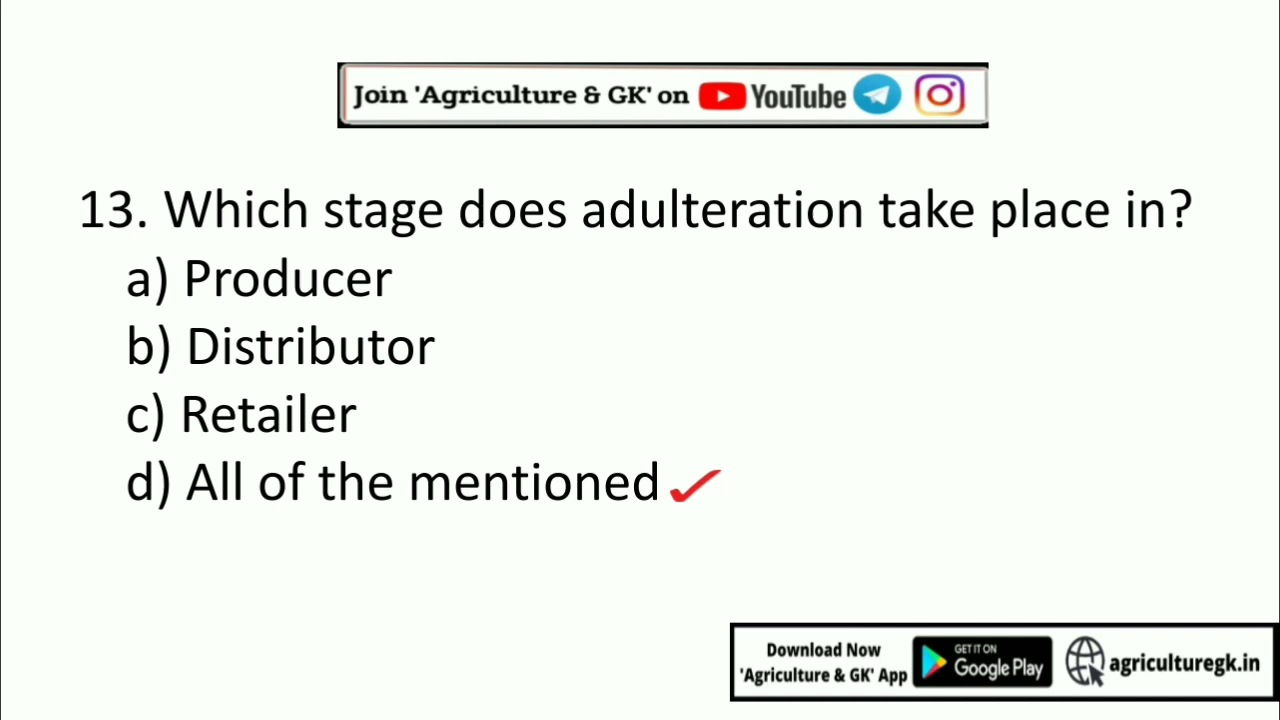 Join 'Agriculture & GK' on YouTube
13. Which stage does adulteration take place in?
a) Producer
b) Distributor
c) Retailer
d) All of the mentioned
Download Now
'Agriculture & GK' App
GET IT ON
Google Play
agriculturegk.in